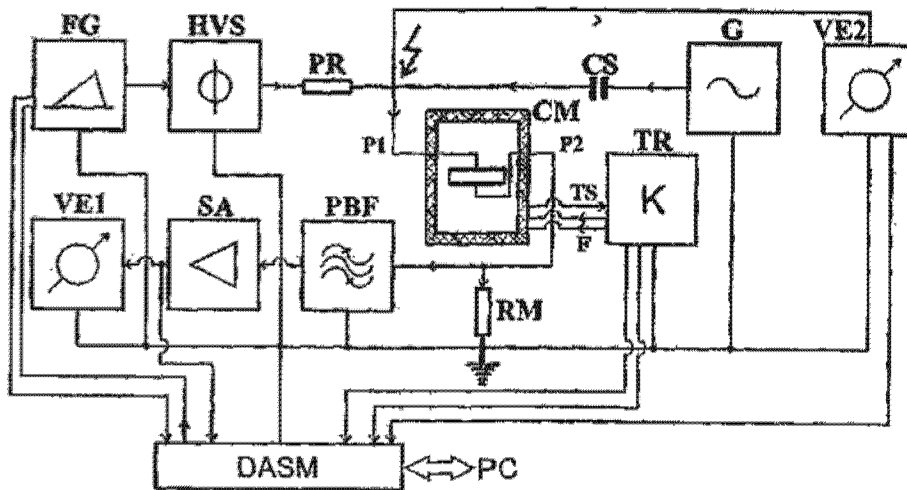 FG
HVS
PR
CS
G
VE2
CM
P1
P2
TR
TS
K
F
VE1
SA
PBF
RM
DASM
PC